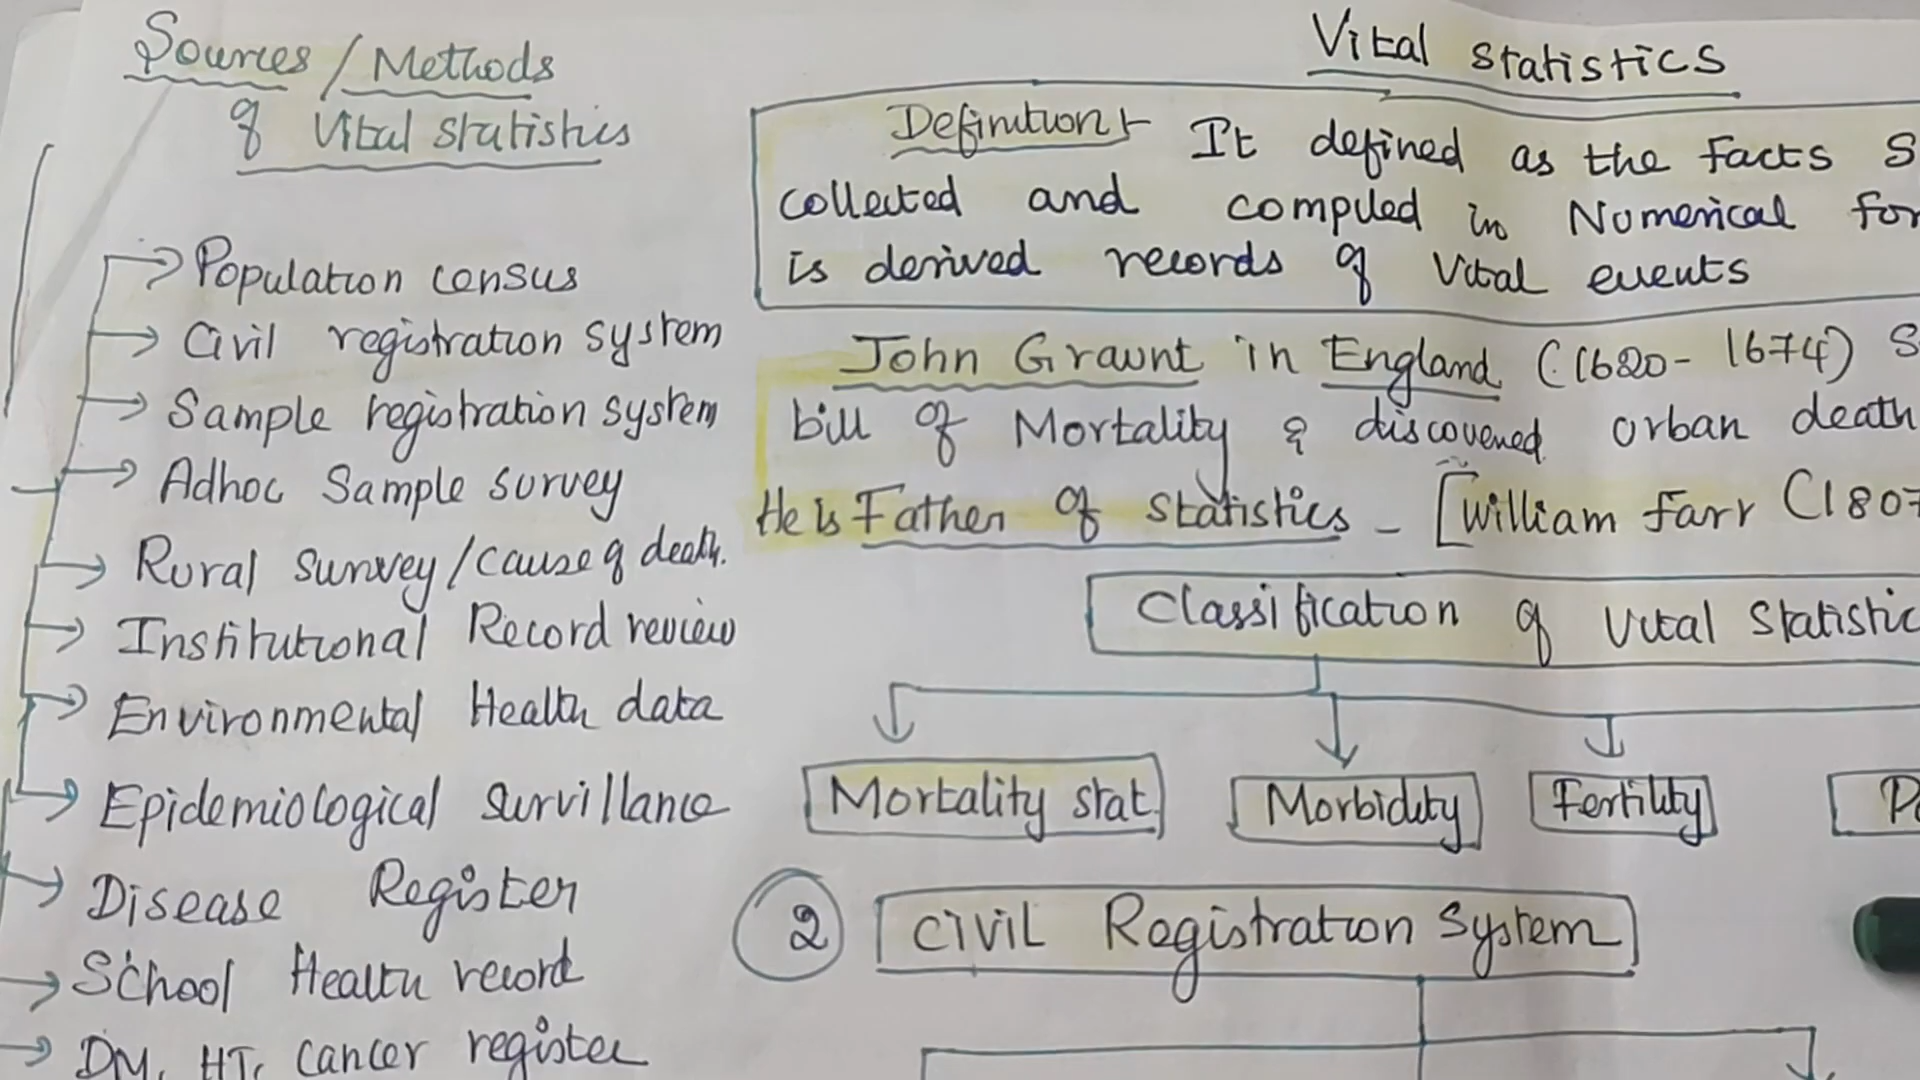 Sources / Methods
of Vital statistics
Population census
Civil registration system
Sample registration system
Adhoc Sample survey
Rural survey/cause of death.
Institutional Record review
Environmental Health data
Epidemiological Survillance
Disease Register
School Health record
DM, HT, cancer register
Vital statistics
Definition :- It defined as the facts S
collected and compiled in Numerical for
is derived records of Vital events
John Graunt in England (1620-1674) S
bill of Mortality & discovered urban death
He is Father of Statistics - [William Farr (1807
Classification of Vital Statistic
Mortality stat. Morbidity Fertility
2 Civil Registration System